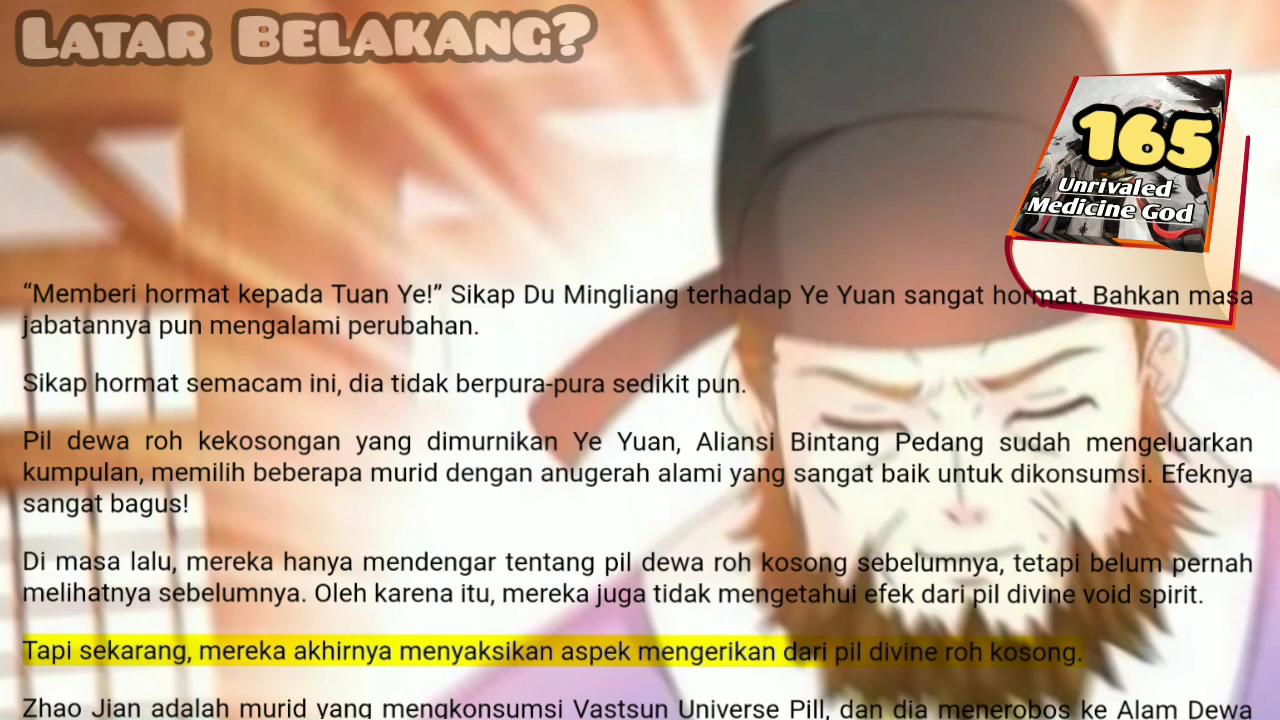 LATAR BELAKANG?
165
Unrivaled
Medicine God
“Memberi hormat kepada Tuan Ye!” Sikap Du Mingliang terhadap Ye Yuan sangat hormat. Bahkan masa
jabatannya pun mengalami perubahan.
Sikap hormat semacam ini, dia tidak berpura-pura sedikit pun.
Pil dewa roh kekosongan yang dimurnikan Ye Yuan, Aliansi Bintang Pedang sudah mengeluarkan
kumpulan, memilih beberapa murid dengan anugerah alami yang sangat baik untuk dikonsumsi. Efeknya
sangat bagus!
Di masa lalu, mereka hanya mendengar tentang pil dewa roh kosong sebelumnya, tetapi belum pernah
melihatnya sebelumnya. Oleh karena itu, mereka juga tidak mengetahui efek dari pil divine void spirit.
Tapi sekarang, mereka akhirnya menyaksikan aspek mengerikan dari pil divine roh kosong.
Zhao Jian adalah murid yang mengkonsumsi Vastsun Universe Pill, dan dia menerobos ke Alam Dewa